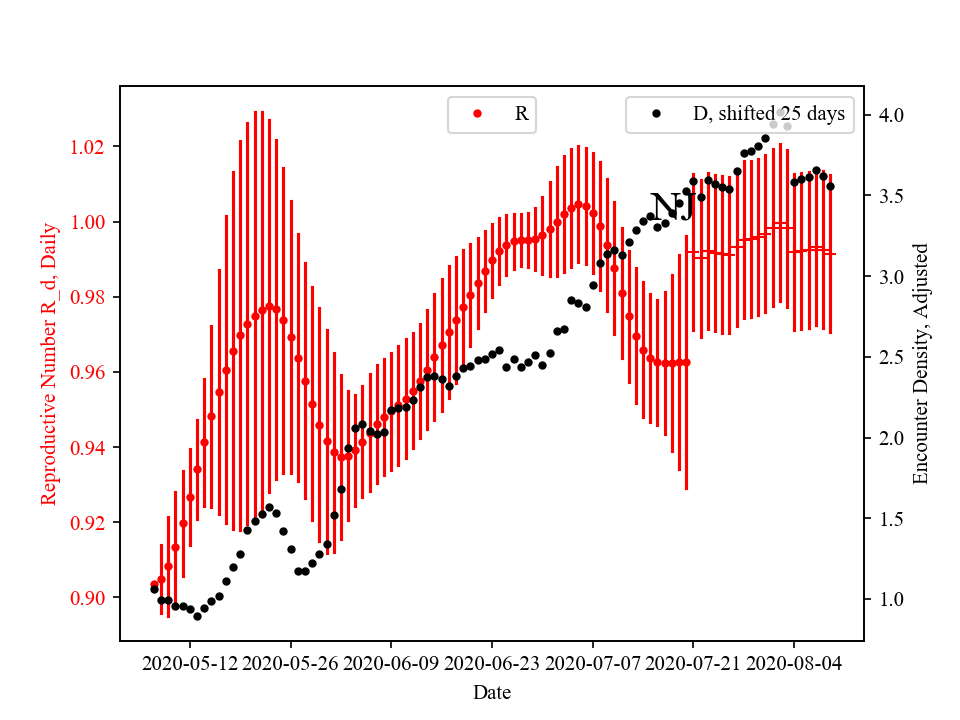 R
D, shifted 25 days
NJ
Reproductive Number R_d, Daily
1.02
1.00
0.98
0.96
0.94
0.92
0.90
4.0
3.5
3.0
2.5
2.0
1.5
1.0
Encounter Density, Adjusted
2020-05-12 2020-05-26 2020-06-09 2020-06-23 2020-07-07 2020-07-21 2020-08-04
Date